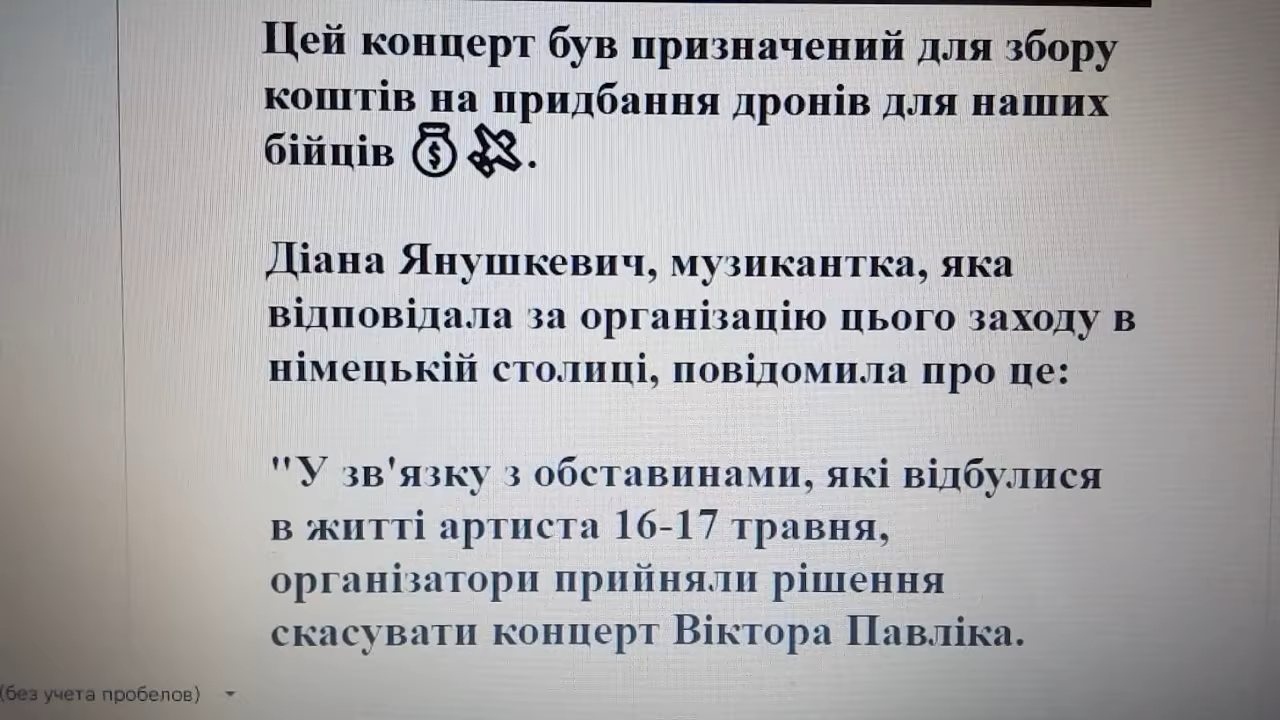 Цей концерт був призначений для збору
коштів на придбання дронів для наших
бійців 💰✈.
Діана Янушкевич, музикантка, яка
відповідала за організацію цього заходу в
німецькій столиці, повідомила про це:
"У зв'язку з обставинами, які відбулися
в житті артиста 16-17 травня,
організатори прийняли рішення
скасувати концерт Віктора Павліка.
(без учета пробелов)